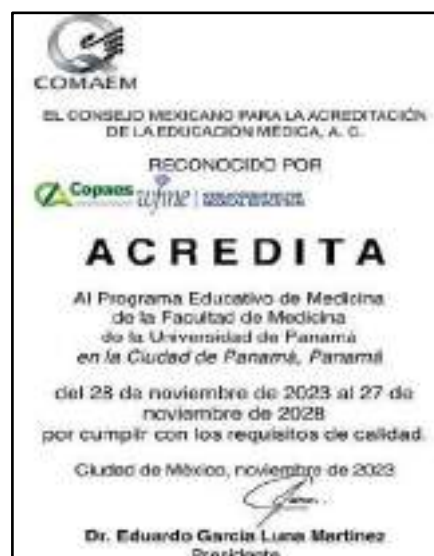 COMAEM
EL CONSEJO MEXICANO PARA LA ACREDITACIÓN
DE LA EDUCACIÓN MÉDICA, A. C.
RECONOCIDO POR
Copaes wfme
ACREDITA
Al Programa Educativo de Medicina
de la Facultad de Medicina
de la Universidad de Panamá
en la Ciudad de Panamá, Panamá
del 28 de noviembre de 2023 al 27 de
noviembre de 2028
por cumplir con los requisitos de calidad.
Ciudad de México, noviembre de 2023
Dr. Eduardo García Luna Martínez
Presidente